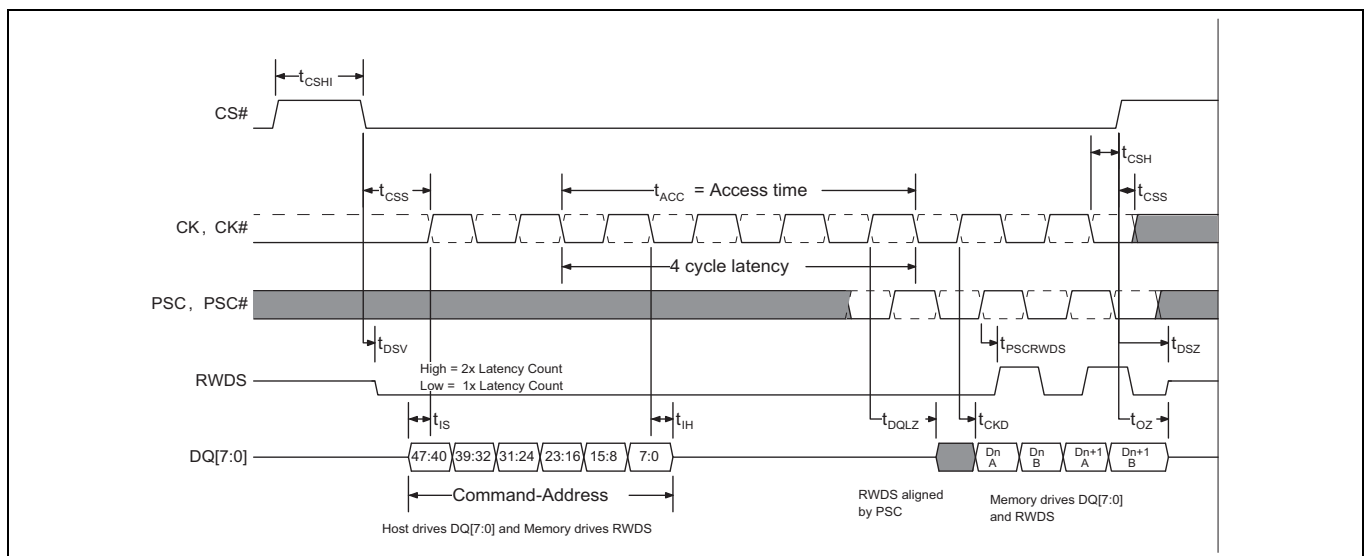 tCSHI
CS#
tCSH
tCSS
tACC = Access time
tCSS
CK, CK#
4 cycle latency
PSC, PSC#
tDSV
tPSCRWDS
tDSZ
High = 2x Latency Count
RWDS
Low = 1x Latency Count
tIS
tIH
tDQLZ
tCKD
tOZ
DQ[7:0]
47:40 39:32 31:24 23:16 15:8 7:0
Dn A
Dn B
Dn+1 A
Dn+1 B
Command-Address
RWDS aligned
by PSC
Memory drives DQ[7:0]
and RWDS
Host drives DQ[7:0] and Memory drives RWDS